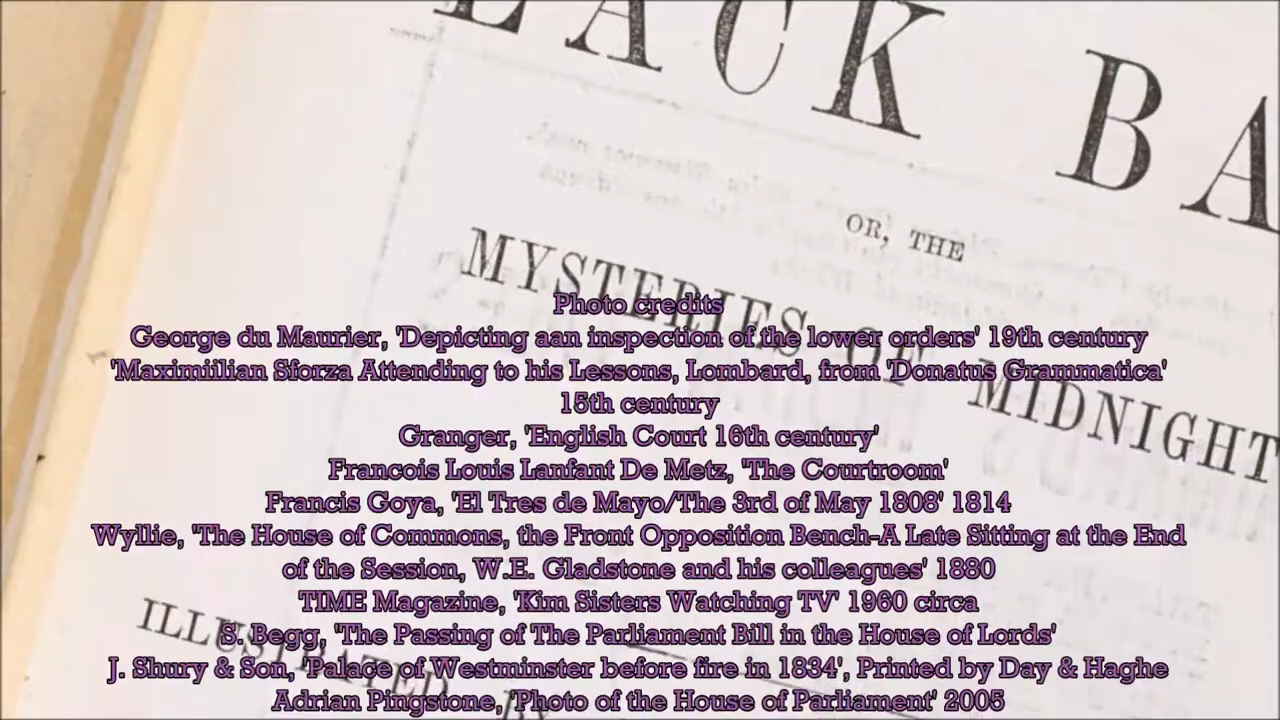 LACK BA
OR, THE
MYSTERIES OF MIDNIGHT
Photo credits
George du Maurier, 'Depicting aan inspection of the lower orders' 19th century
'Maximiilian Sforza Attending to his Lessons, Lombard, from 'Donatus Grammatica'
15th century
Granger, 'English Court 16th century'
Francois Louis Lanfant De Metz, 'The Courtroom'
Francis Goya, 'El Tres de Mayo/The 3rd of May 1808' 1814
Wyllie, 'The House of Commons, the Front Opposition Bench-A Late Sitting at the End
of the Session, W.E. Gladstone and his colleagues' 1880
TIME Magazine, 'Kim Sisters Watching TV' 1960 circa
S. Begg, 'The Passing of The Parliament Bill in the House of Lords'
J. Shury & Son, 'Palace of Westminster before fire in 1834', Printed by Day & Haghe
Adrian Pingstone, 'Photo of the House of Parliament' 2005
ILLUSTRATED BY